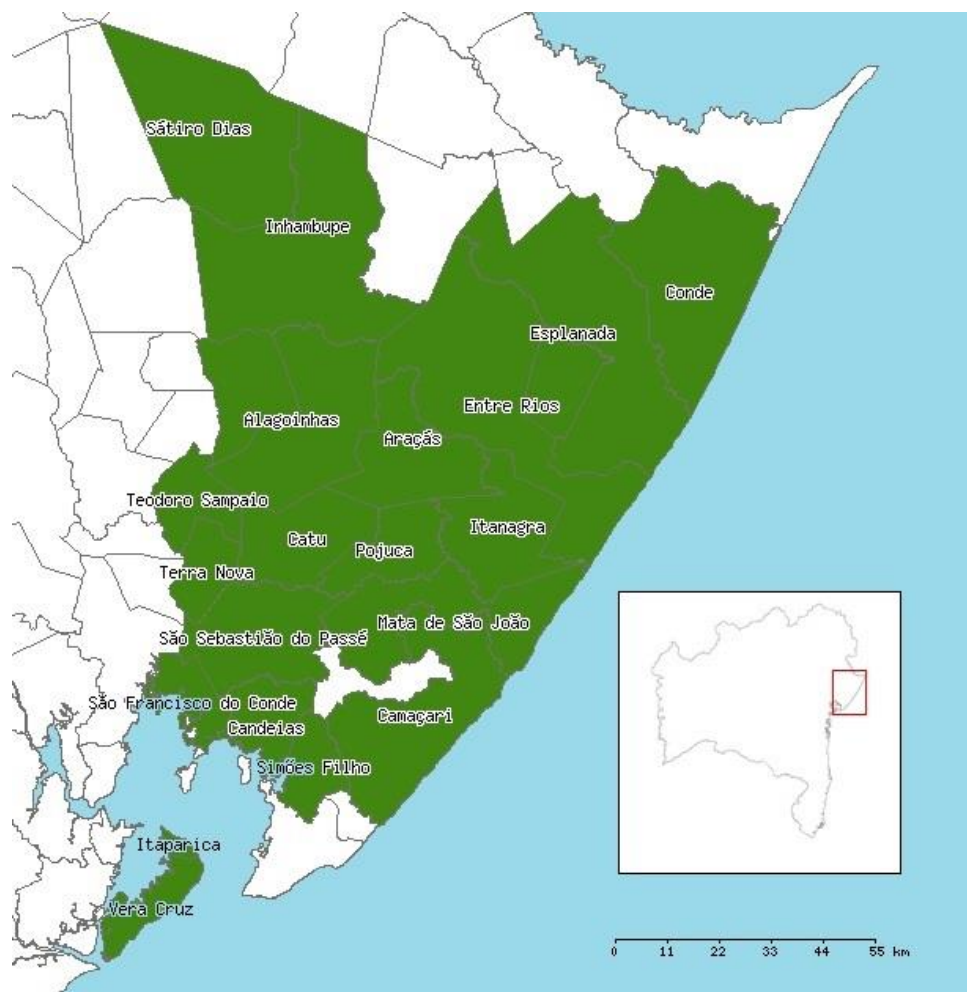 Sátiro Dias
Inhambupe
Conde
Esplanada
Entre Rios
Alagoinhas
Araçás
Teodoro Sampaio
Itanagra
Catu
Pojuca
Terra Nova
Mata de São João
São Sebastião do Passé
São Francisco do Conde
Camaçari
Candeias
Simões Filho
Itaparica
Vera Cruz
0 11 22 33 44 55 km